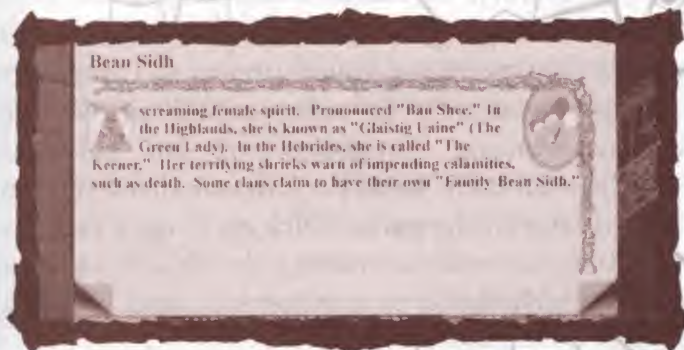 Bean Sidh
A screaming female spirit. Pronounced "Ban Shee." In
the Highlands, she is known as "Glaistig Uaine" (The
Green Lady). In the Hebrides, she is called "The
Keener." Her terrifying shrieks warn of impending calamities,
such as death. Some clans claim to have their own "Family Bean Sidh."